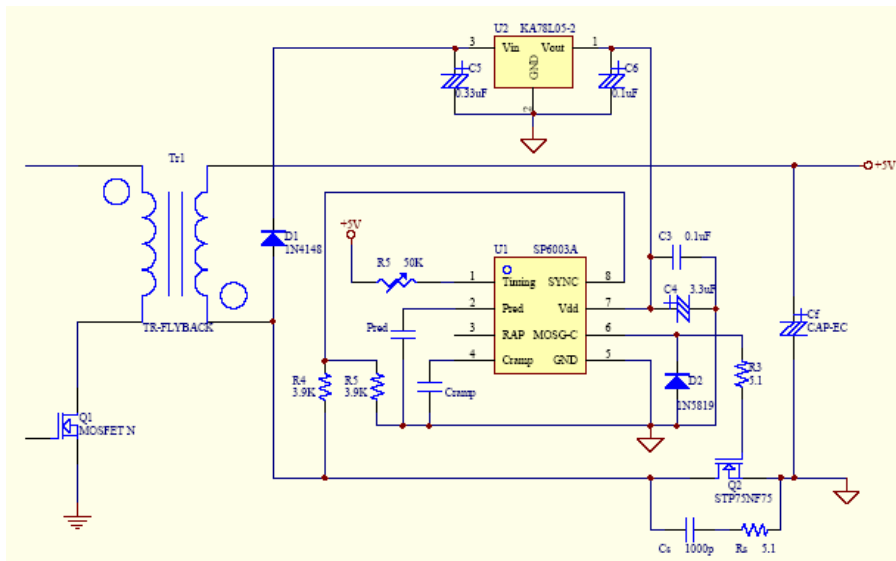 U2 KA78L05-2
3 Vin Vout 1
GND
2
C5
0.33uF
C6
0.1uF
Tr1
+5V
D1
1N4148
+5V
R5 50K
U1 SP6003A
1 Timing SYNC 8
2 Pred Vdd 7
3 RAP MOSG-C 6
4 Cramp GND 5
C3 0.1uF
C4 3.3uF
TR-FLYBACK
Pred
Cf
CAP-EC
R4
3.9K
R5
3.9K
Cramp
D2
1N5819
R3
5.1
Q1
MOSFET N
Q2
STP75NF75
Cs 1000p Rs 5.1